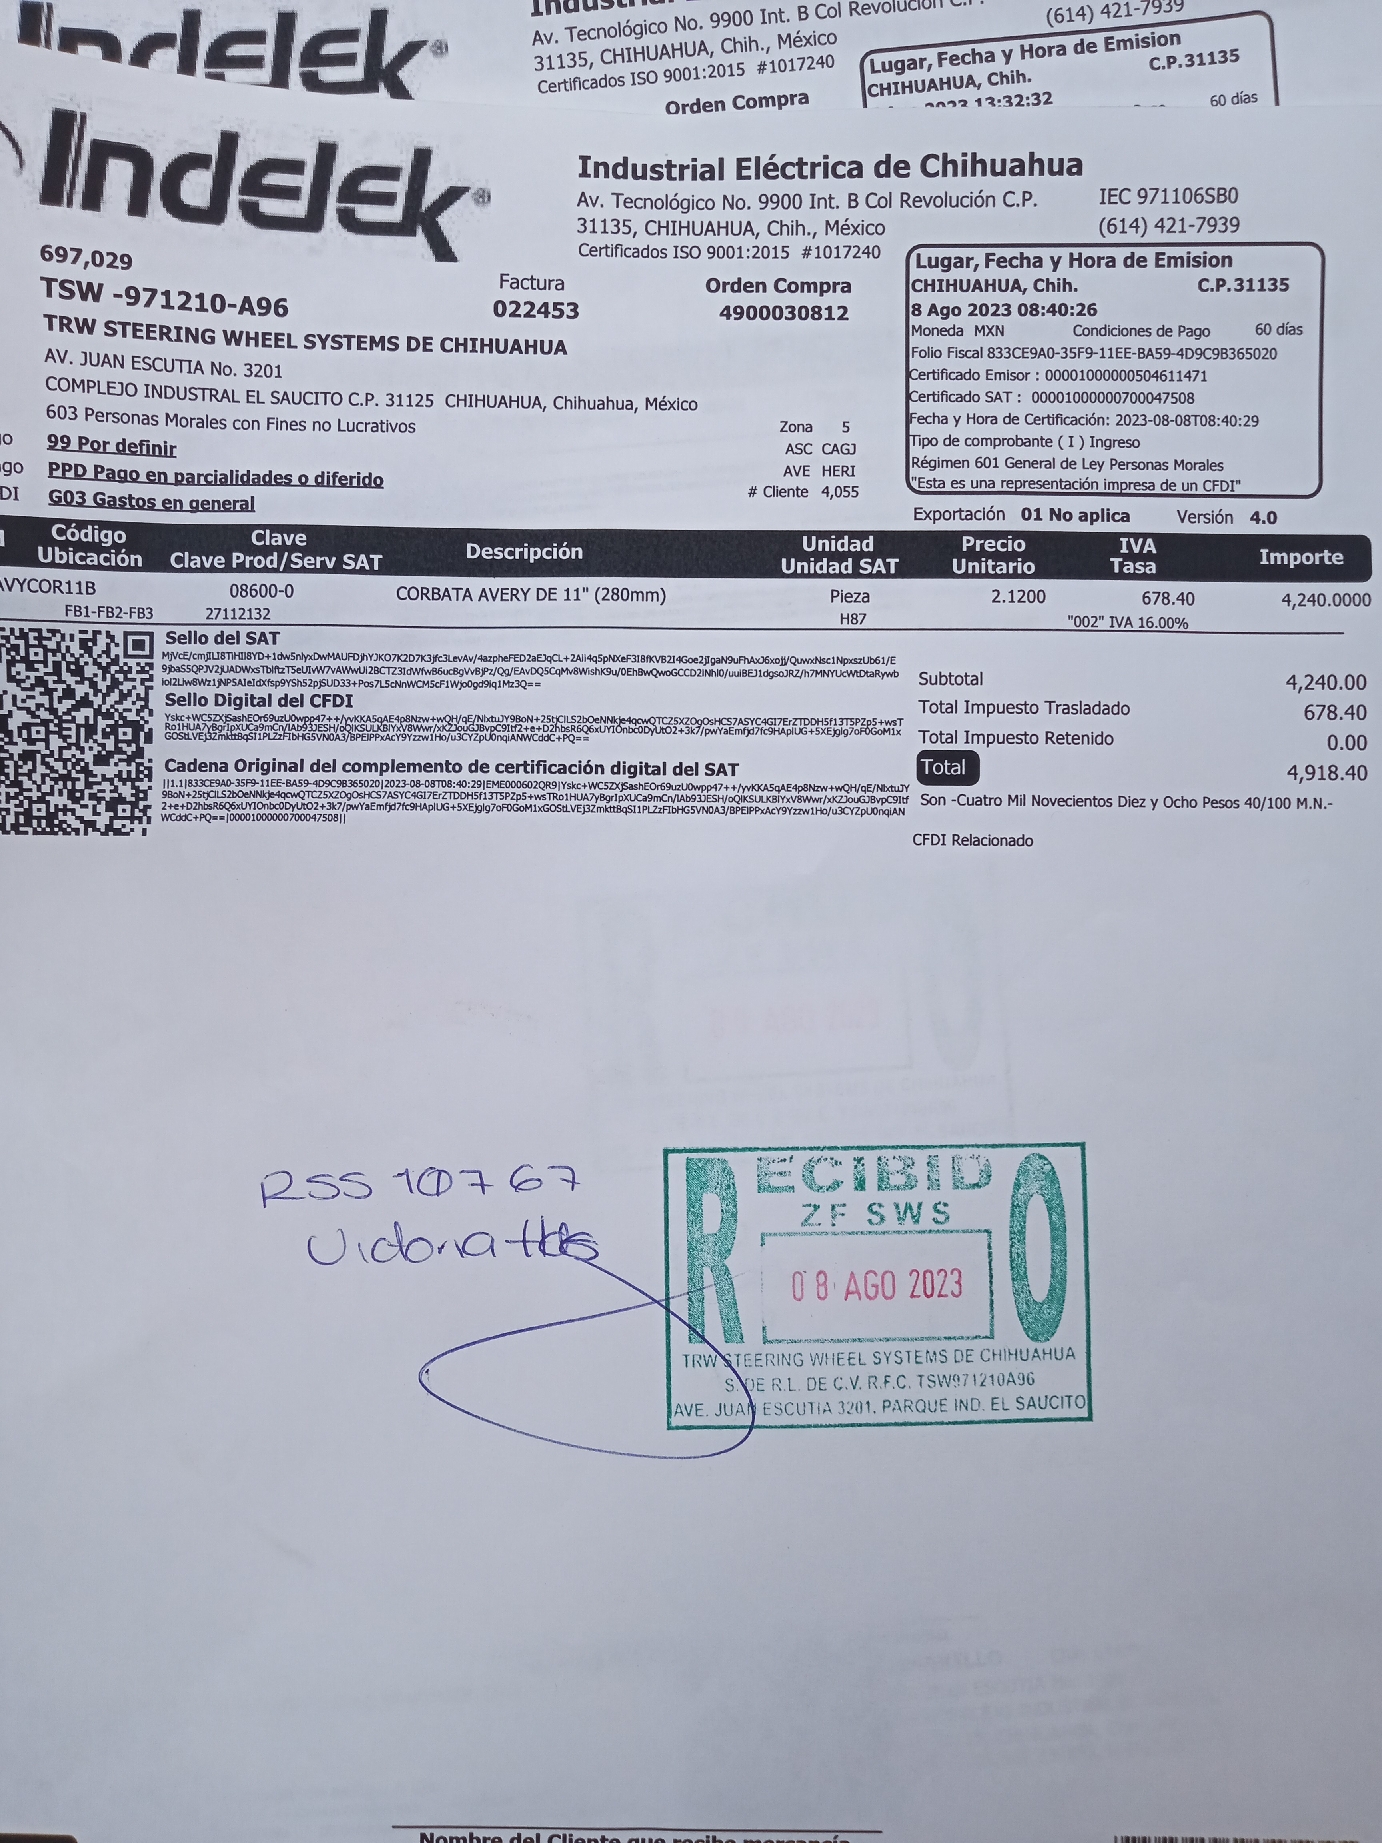 Indelek
Av. Tecnológico No. 9900 Int. B Col Revolución C.P.
31135, CHIHUAHUA, Chih., México
Certificados ISO 9001:2015 #1017240
Orden Compra
(614) 421-7939
Lugar, Fecha y Hora de Emision
CHIHUAHUA, Chih. C.P.31135
2023 13:32:32
60 días
Indelek
Industrial Eléctrica de Chihuahua
Av. Tecnológico No. 9900 Int. B Col Revolución C.P. IEC 971106SB0
31135, CHIHUAHUA, Chih., México (614) 421-7939
Certificados ISO 9001:2015 #1017240
697,029
TSW -971210-A96
Factura
022453
Orden Compra
4900030812
TRW STEERING WHEEL SYSTEMS DE CHIHUAHUA
AV. JUAN ESCUTIA No. 3201
COMPLEJO INDUSTRAL EL SAUCITO C.P. 31125 CHIHUAHUA, Chihuahua, México
603 Personas Morales con Fines no Lucrativos
99 Por definir
PPD Pago en parcialidades o diferido
DI G03 Gastos en general
Zona 5
ASC CAGJ
AVE HERI
# Cliente 4,055
Lugar, Fecha y Hora de Emision
CHIHUAHUA, Chih. C.P.31135
8 Ago 2023 08:40:26
Moneda MXN Condiciones de Pago 60 días
Folio Fiscal 833CE9A0-35F9-11EE-BA59-4D9C9B365020
Certificado Emisor : 00001000000504611471
Certificado SAT : 00001000000700047508
Fecha y Hora de Certificación: 2023-08-08T08:40:29
Tipo de comprobante ( I ) Ingreso
Régimen 601 General de Ley Personas Morales
"Esta es una representación impresa de un CFDI"
Exportación 01 No aplica Versión 4.0
Código Clave Descripción Unidad Precio IVA Importe
Ubicación Clave Prod/Serv SAT Unidad SAT Unitario Tasa
AVYCOR11B 08600-0 CORBATA AVERY DE 11" (280mm) Pieza 2.1200 678.40 4,240.0000
FB1-FB2-FB3 27112132 H87 "002" IVA 16.00%
Sello del SAT
Sello Digital del CFDI
Cadena Original del complemento de certificación digital del SAT
Subtotal 4,240.00
Total Impuesto Trasladado 678.40
Total Impuesto Retenido 0.00
Total 4,918.40
Son -Cuatro Mil Novecientos Diez y Ocho Pesos 40/100 M.N.-
CFDI Relacionado
RSS 10767
Victoria
RECIBIDO
ZF SWS
08 AGO 2023
TRW STEERING WHEEL SYSTEMS DE CHIHUAHUA
S. DE R.L. DE C.V. R.F.C. TSW971210A96
AVE. JUAN ESCUTIA 3201. PARQUE IND. EL SAUCITO
Nombre del Cliente que recibe mercancía